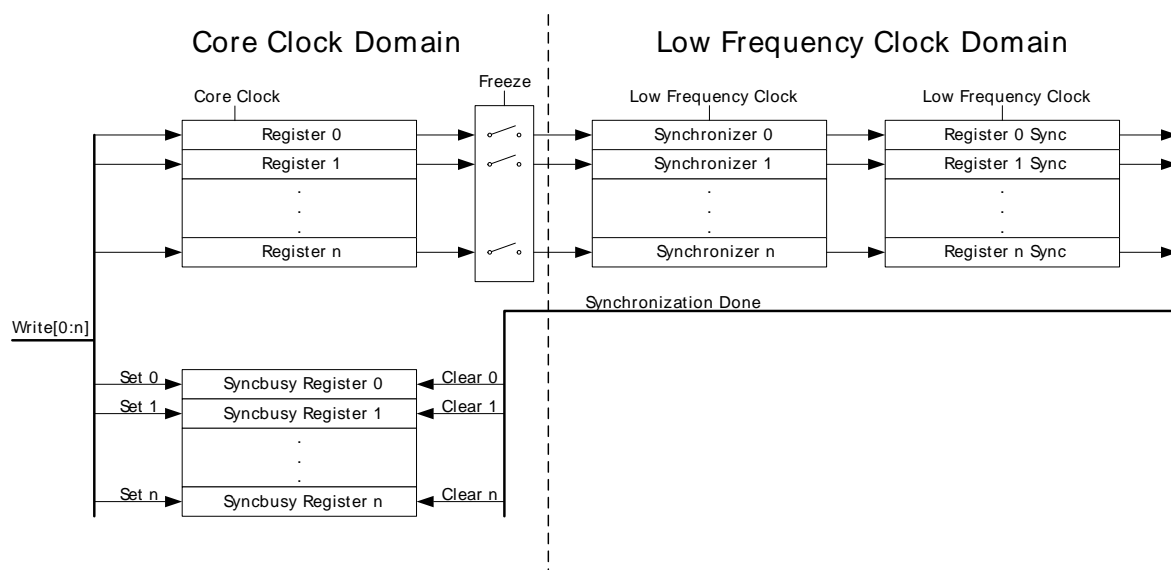 Core Clock Domain
Low Frequency Clock Domain
Freeze
Core Clock
Low Frequency Clock
Low Frequency Clock
Register 0
Synchronizer 0
Register 0 Sync
Register 1
Synchronizer 1
Register 1 Sync
.
.
.
.
.
.
.
.
.
Register n
Synchronizer n
Register n Sync
Synchronization Done
Write[0:n]
Set 0
Syncbusy Register 0
Clear 0
Set 1
Syncbusy Register 1
Clear 1
.
.
.
Set n
Syncbusy Register n
Clear n